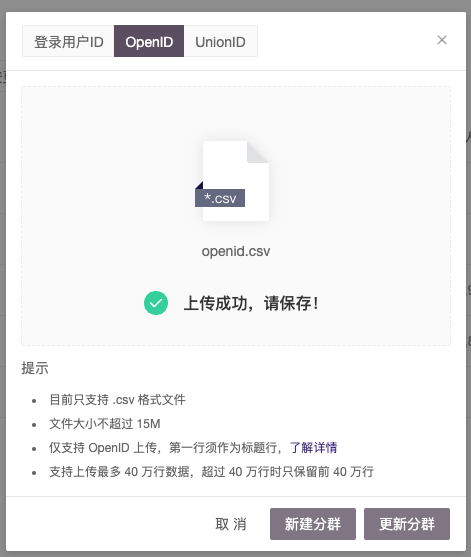 登录用户ID
OpenID
UnionID
×
*.csv
openid.csv
上传成功，请保存！
提示
目前只支持 .csv 格式文件
文件大小不超过 15M
仅支持 OpenID 上传，第一行须作为标题行，了解详情
支持上传最多 40 万行数据，超过 40 万行时只保留前 40 万行
取 消
新建分群
更新分群